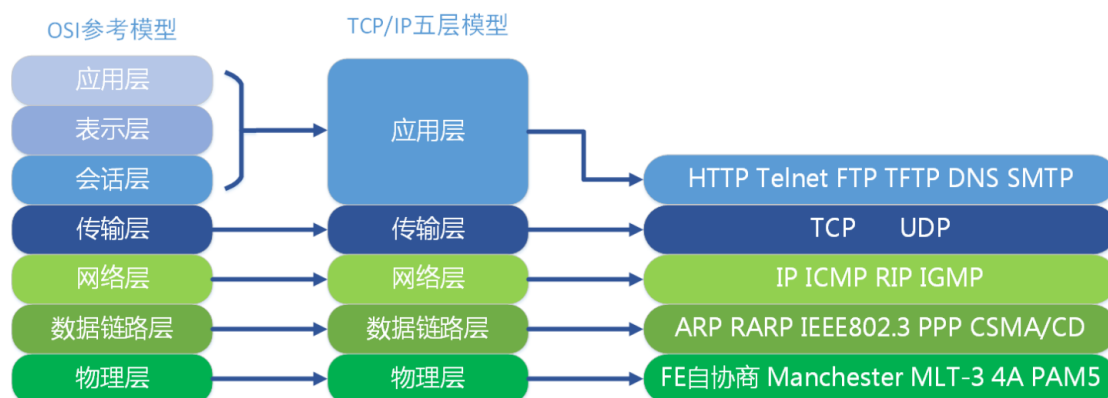 OSI参考模型
TCP/IP五层模型
应用层
表示层
会话层
传输层
网络层
数据链路层
物理层
应用层
传输层
网络层
数据链路层
物理层
HTTP Telnet FTP TFTP DNS SMTP
TCP UDP
IP ICMP RIP IGMP
ARP RARP IEEE802.3 PPP CSMA/CD
FE自协商 Manchester MLT-3 4A PAM5